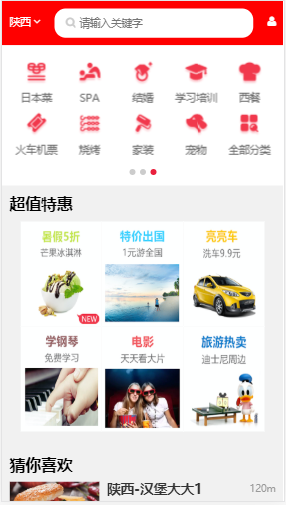 陕西 请输入关键字
日本菜 SPA 结婚 学习培训 西餐
火车机票 烧烤 家装 宠物 全部分类
超值特惠
暑假5折 特价出国 亮亮车
芒果冰淇淋 1元游全国 洗车9.9元
NEW
学钢琴 电影 旅游热卖
免费学习 天天看大片 迪士尼周边
猜你喜欢
陕西-汉堡大大1 120m